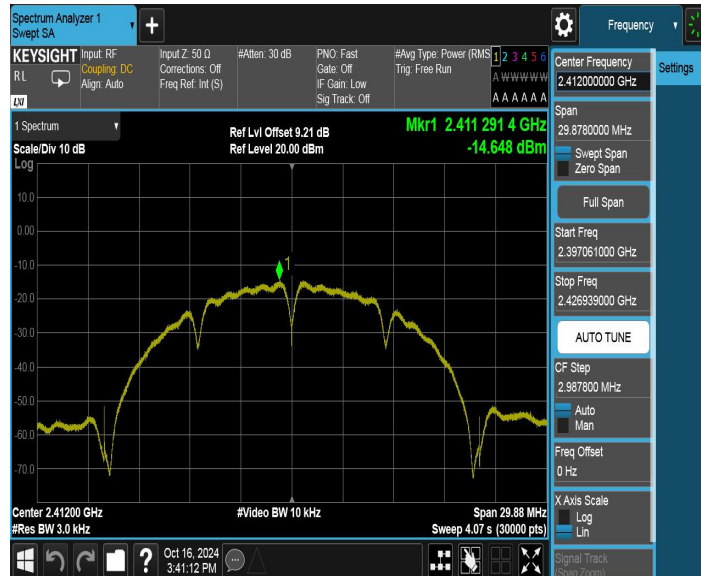 Spectrum Analyzer 1
Swept SA
Frequency
KEYSIGHT
R L
LXI
Input: RF
Coupling: DC
Align: Auto
Input Z: 50 Ω
Corrections: Off
Freq Ref: Int (S)
#Atten: 30 dB
PNO: Fast
Gate: Off
IF Gain: Low
Sig Track: Off
#Avg Type: Power (RMS
Trig: Free Run
1 2 3 4 5 6
A W W W W W
A A A A A A
1 Spectrum
Scale/Div 10 dB
Log
Ref Lvl Offset 9.21 dB
Ref Level 20.00 dBm
Mkr1 2.411 291 4 GHz
-14.648 dBm
10.0
0.00
-10.0
-20.0
-30.0
-40.0
-50.0
-60.0
-70.0
1
Center 2.41200 GHz
#Res BW 3.0 kHz
#Video BW 10 kHz
Span 29.88 MHz
Sweep 4.07 s (30000 pts)
?
Oct 16, 2024
3:41:12 PM
Center Frequency
2.412000000 GHz
Span
29.8780000 MHz
Swept Span
Zero Span
Full Span
Start Freq
2.397061000 GHz
Stop Freq
2.426939000 GHz
AUTO TUNE
CF Step
2.987800 MHz
Auto
Man
Freq Offset
0 Hz
X Axis Scale
Log
Lin
Signal Track
(Span Zoom)
Settings